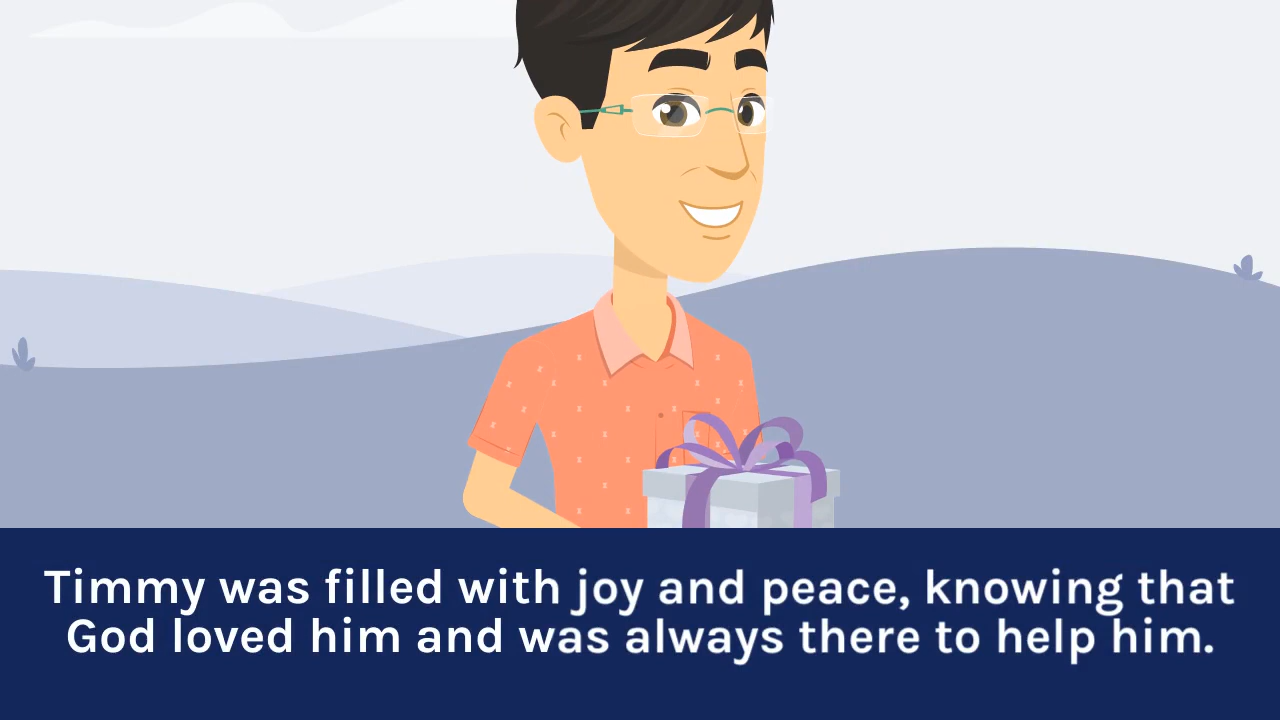 Timmy was filled with joy and peace, knowing that
God loved him and was always there to help him.